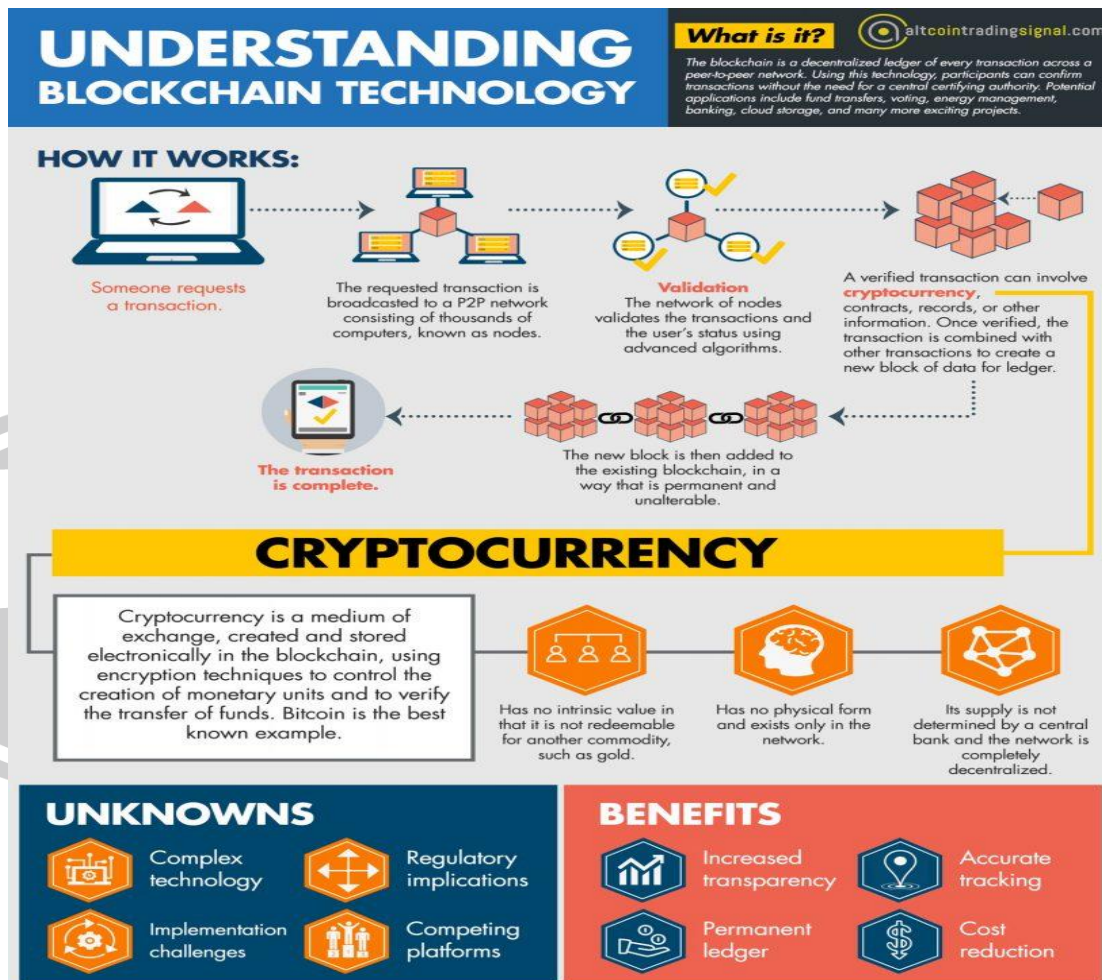 UNDERSTANDING
BLOCKCHAIN TECHNOLOGY
What is it?
altcointradingsignal.com
The blockchain is a decentralized ledger of every transaction across a
peer-to-peer network. Using this technology, participants can confirm
transactions without the need for a central certifying authority. Potential
applications include fund transfers, voting, energy management,
banking, cloud storage, and many more exciting projects.
HOW IT WORKS:
Someone requests
a transaction.
The requested transaction is
broadcasted to a P2P network
consisting of thousands of
computers, known as nodes.
Validation
The network of nodes
validates the transactions and
the user's status using
advanced algorithms.
A verified transaction can involve
cryptocurrency,
contracts, records, or other
information. Once verified, the
transaction is combined with
other transactions to create a
new block of data for ledger.
The new block is then added to
the existing blockchain, in a
way that is permanent and
unalterable.
The transaction
is complete.
CRYPTOCURRENCY
Cryptocurrency is a medium of
exchange, created and stored
electronically in the blockchain, using
encryption techniques to control the
creation of monetary units and to verify
the transfer of funds. Bitcoin is the best
known example.
Has no intrinsic value in
that it is not redeemable
for another commodity,
such as gold.
Has no physical form
and exists only in the
network.
Its supply is not
determined by a central
bank and the network is
completely
decentralized.
UNKNOWNS
Complex
technology
Regulatory
implications
Implementation
challenges
Competing
platforms
BENEFITS
Increased
transparency
Accurate
tracking
Permanent
ledger
Cost
reduction